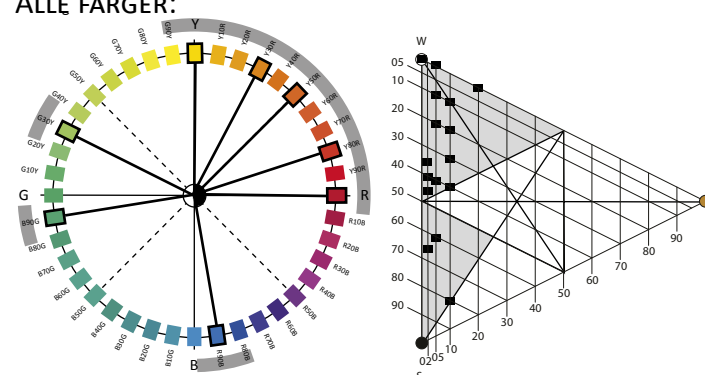 ALLE FARGER:
Y
Y10R
Y20R
Y30R
Y40R
Y50R
Y60R
Y70R
Y80R
Y90R
R
R10B
R20B
R30B
R40B
R50B
R60B
R70B
R80B
R90B
B
B10G
B20G
B30G
B40G
B50G
B60G
B70G
B80G
B90G
G
G10Y
G20Y
G30Y
G40Y
G50Y
G60Y
G70Y
G80Y
G90Y
W
05
10
20
30
40
50
60
70
80
90
02
05
10
20
30
40
50
60
70
80
90